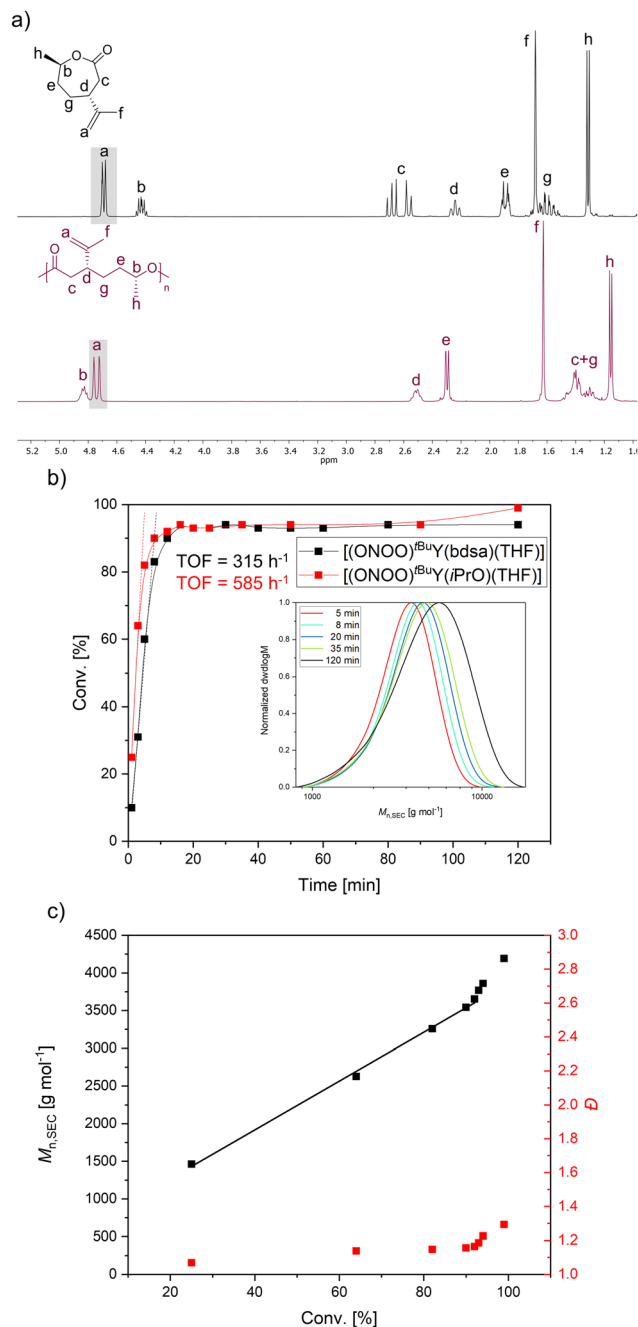 a)
h
O
O
b
c
e
d
g
f
a
f
h
a
b
c
d
e
g
a
f
e
b
O
n
c
d
g
h
O
f
h
a
b
d
e
c+g
5.2 5.0 4.8 4.6 4.4 4.2 4.0 3.8 3.6 3.4 3.2 3.0 2.8 2.6 2.4 2.2 2.0 1.8 1.6 1.4 1.2 1.0
ppm
b)
100
80
60
40
20
0
Conv. [%]
TOF = 315 h-1
TOF = 585 h-1
[(ONOO)tBuY(bdsa)(THF)]
[(ONOO)tBuY(iPrO)(THF)]
5 min
8 min
20 min
35 min
120 min
Normalized dwdlogM
1.0
0.8
0.6
0.4
0.2
0.0
1000 10000
Mn,SEC [g mol-1]
0 20 40 60 80 100 120
Time [min]
c)
4500
4000
3500
3000
2500
2000
1500
1000
500
0
Mn,SEC [g mol-1]
3.0
2.8
2.6
2.4
2.2
2.0
1.8
1.6
1.4
1.2
1.0
Đ
20 40 60 80 100
Conv. [%]